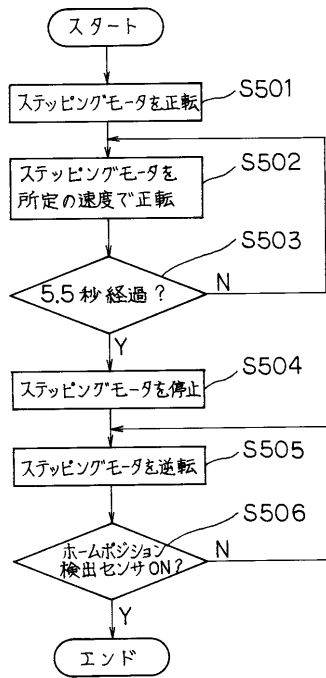 スタート
ステッピングモータを正転
S501
ステッピングモータを
所定の速度で正転
S502
5.5秒経過?
S503
N
Y
ステッピングモータを停止
S504
ステッピングモータを逆転
S505
ホームポジション
検出センサON?
S506
N
Y
エンド